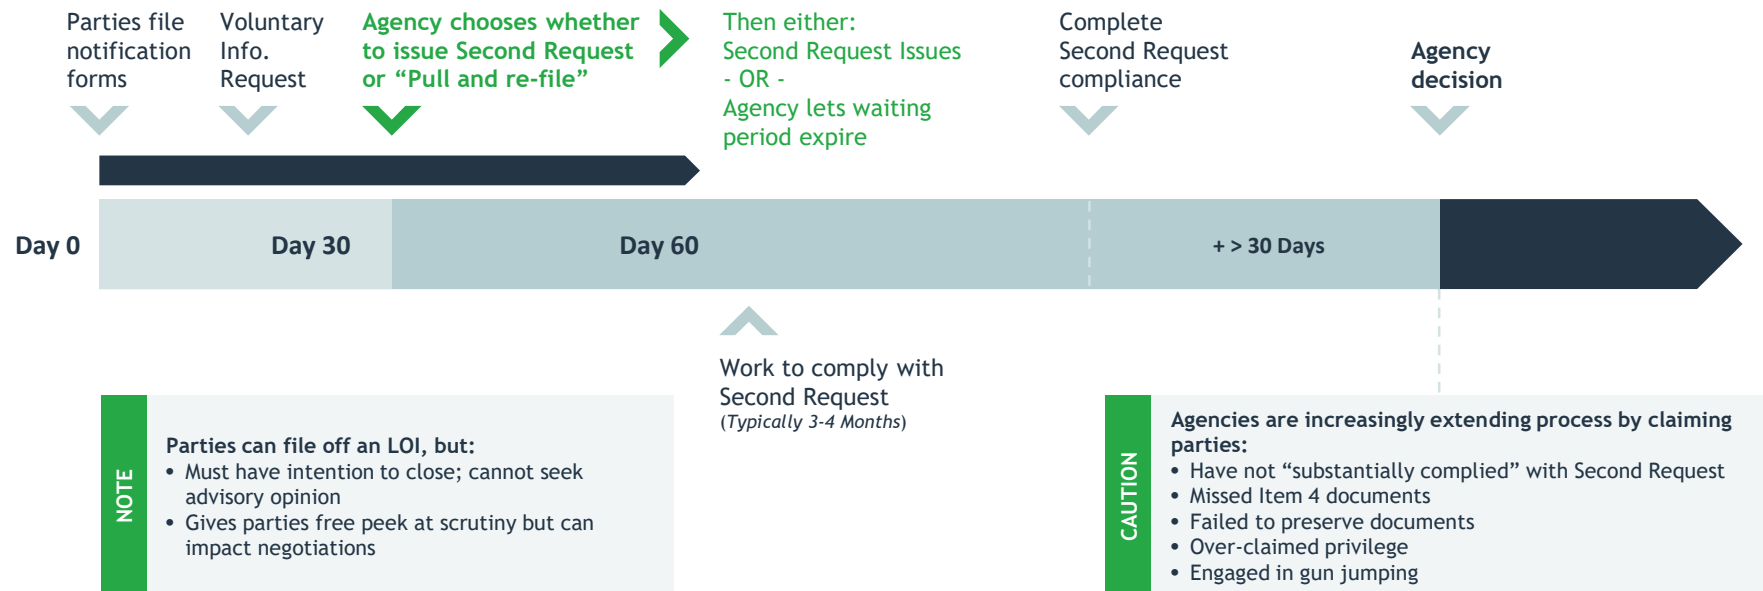 Parties file
notification
forms
Voluntary
Info.
Request
Agency chooses whether
to issue Second Request
or “Pull and re-file”
Then either:
Second Request Issues
- OR -
Agency lets waiting
period expire
Complete
Second Request
compliance
Agency
decision
Day 0
Day 30
Day 60
+ > 30 Days
Work to comply with
Second Request
(Typically 3-4 Months)
NOTE
Parties can file off an LOI, but:
• Must have intention to close; cannot seek
advisory opinion
• Gives parties free peek at scrutiny but can
impact negotiations
CAUTION
Agencies are increasingly extending process by claiming
parties:
• Have not “substantially complied” with Second Request
• Missed Item 4 documents
• Failed to preserve documents
• Over-claimed privilege
• Engaged in gun jumping